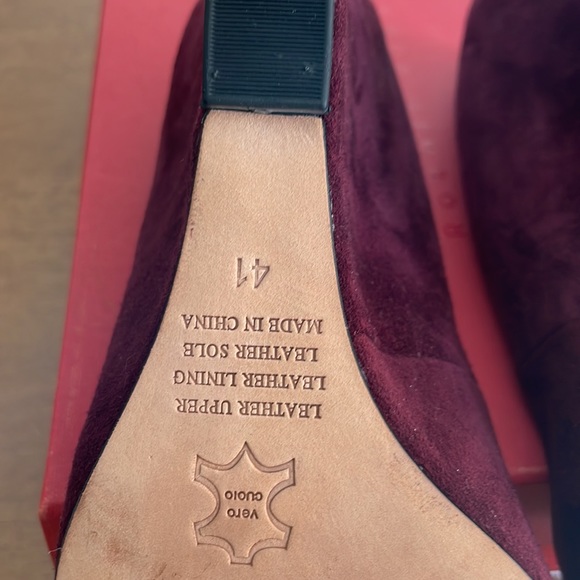 vero
cuoio
LEATHER UPPER
LEATHER LINING
LEATHER SOLE
MADE IN CHINA
41